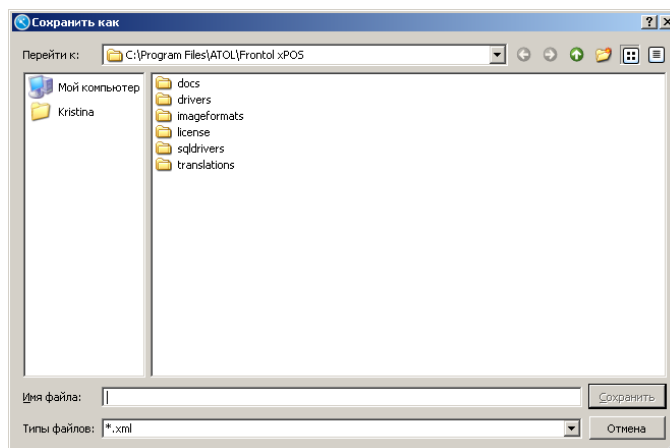 Сохранить как
Перейти к: C:\Program Files\ATOL\Frontol xPOS
Мой компьютер
Kristina
docs
drivers
imageformats
license
sqldrivers
translations
Имя файла: Сохранить
Типы файлов: *.xml Отмена